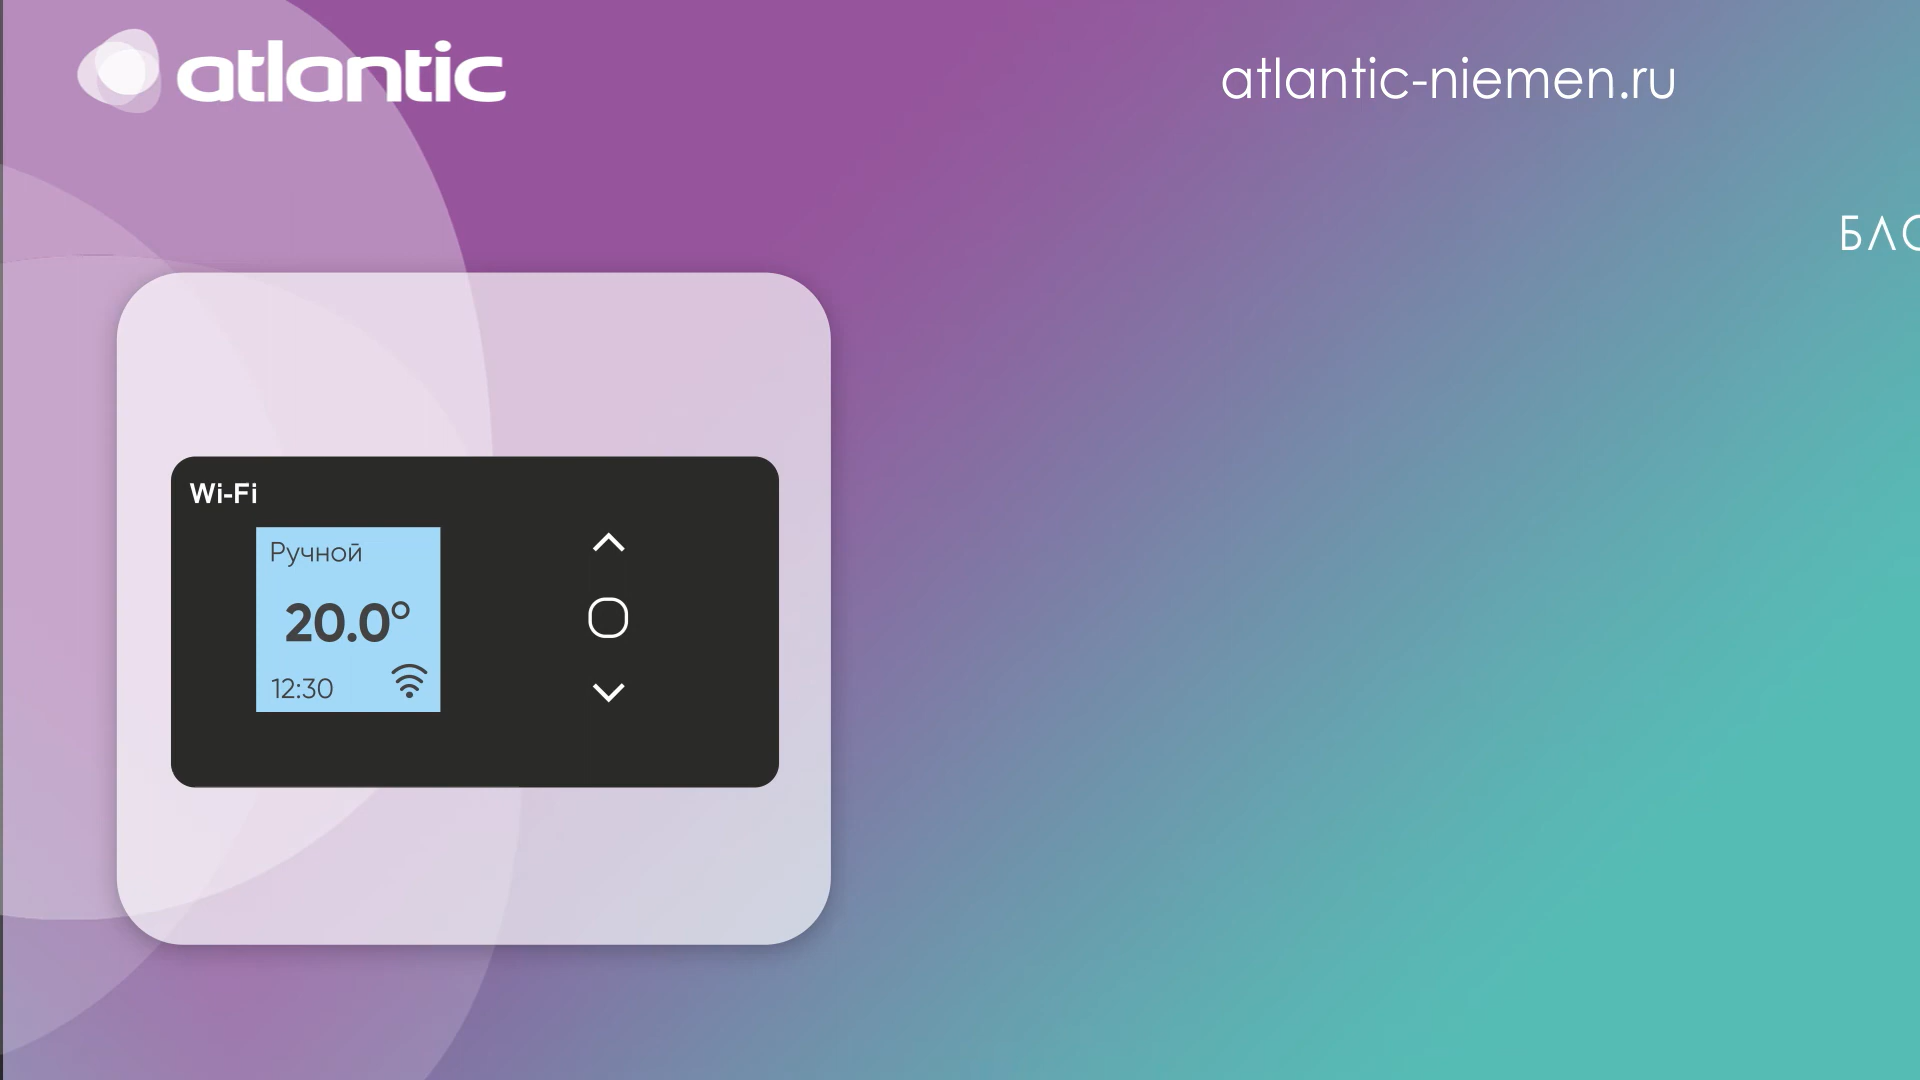 atlantic
atlantic-niemen.ru
Wi-Fi
Ручной
20.0°
12:30